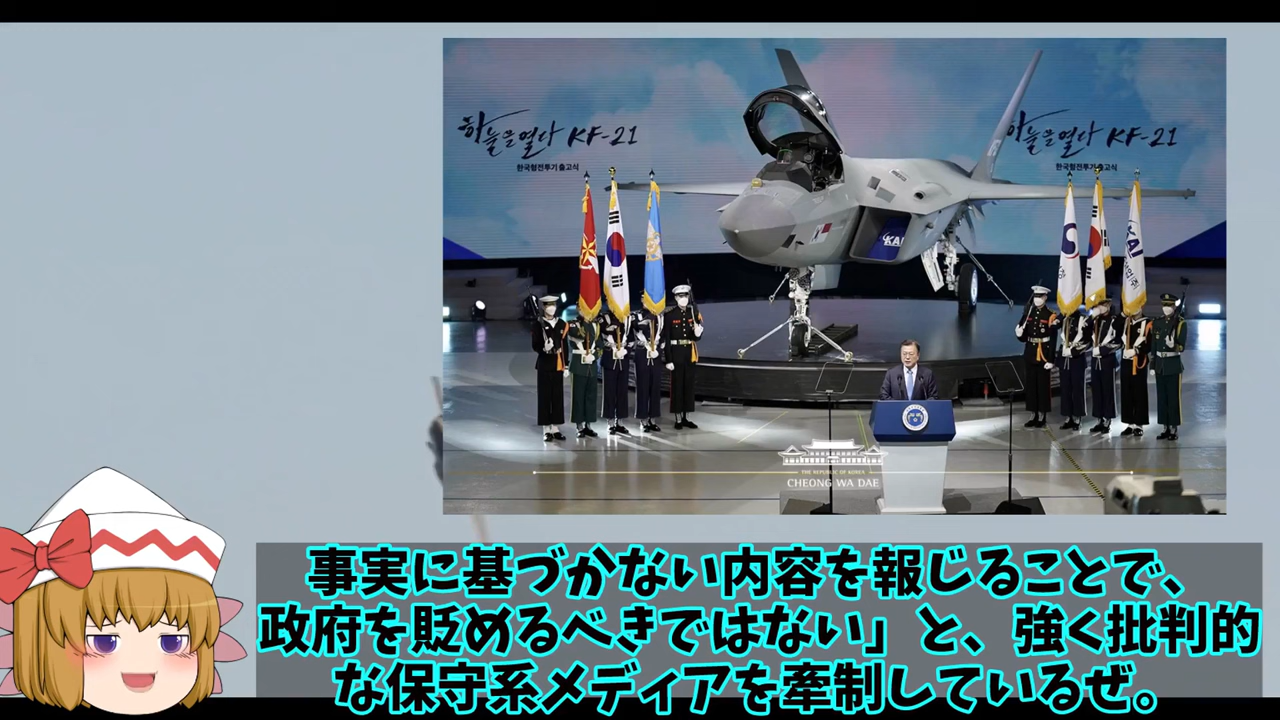 하늘을 열다 KF-21
한국형전투기 출고식
하늘을 열다 KF-21
한국형전투기 출고식
KAI
KAI
THE REPUBLIC OF KOREA
CHEONG WA DAE
事実に基づかない内容を報じることで、
政府を貶めるべきではない」と、強く批判的
な保守系メディアを牽制しているぜ。